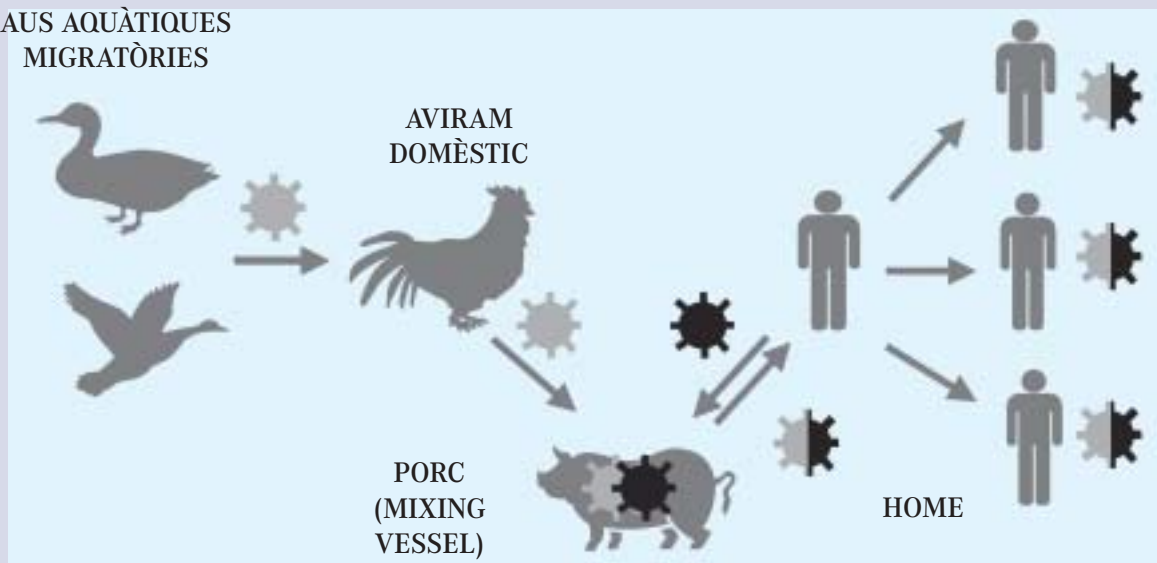 AUS AQUÀTIQUES
MIGRATÒRIES
AVIRAM
DOMÈSTIC
PORC
(MIXING
VESSEL)
HOME